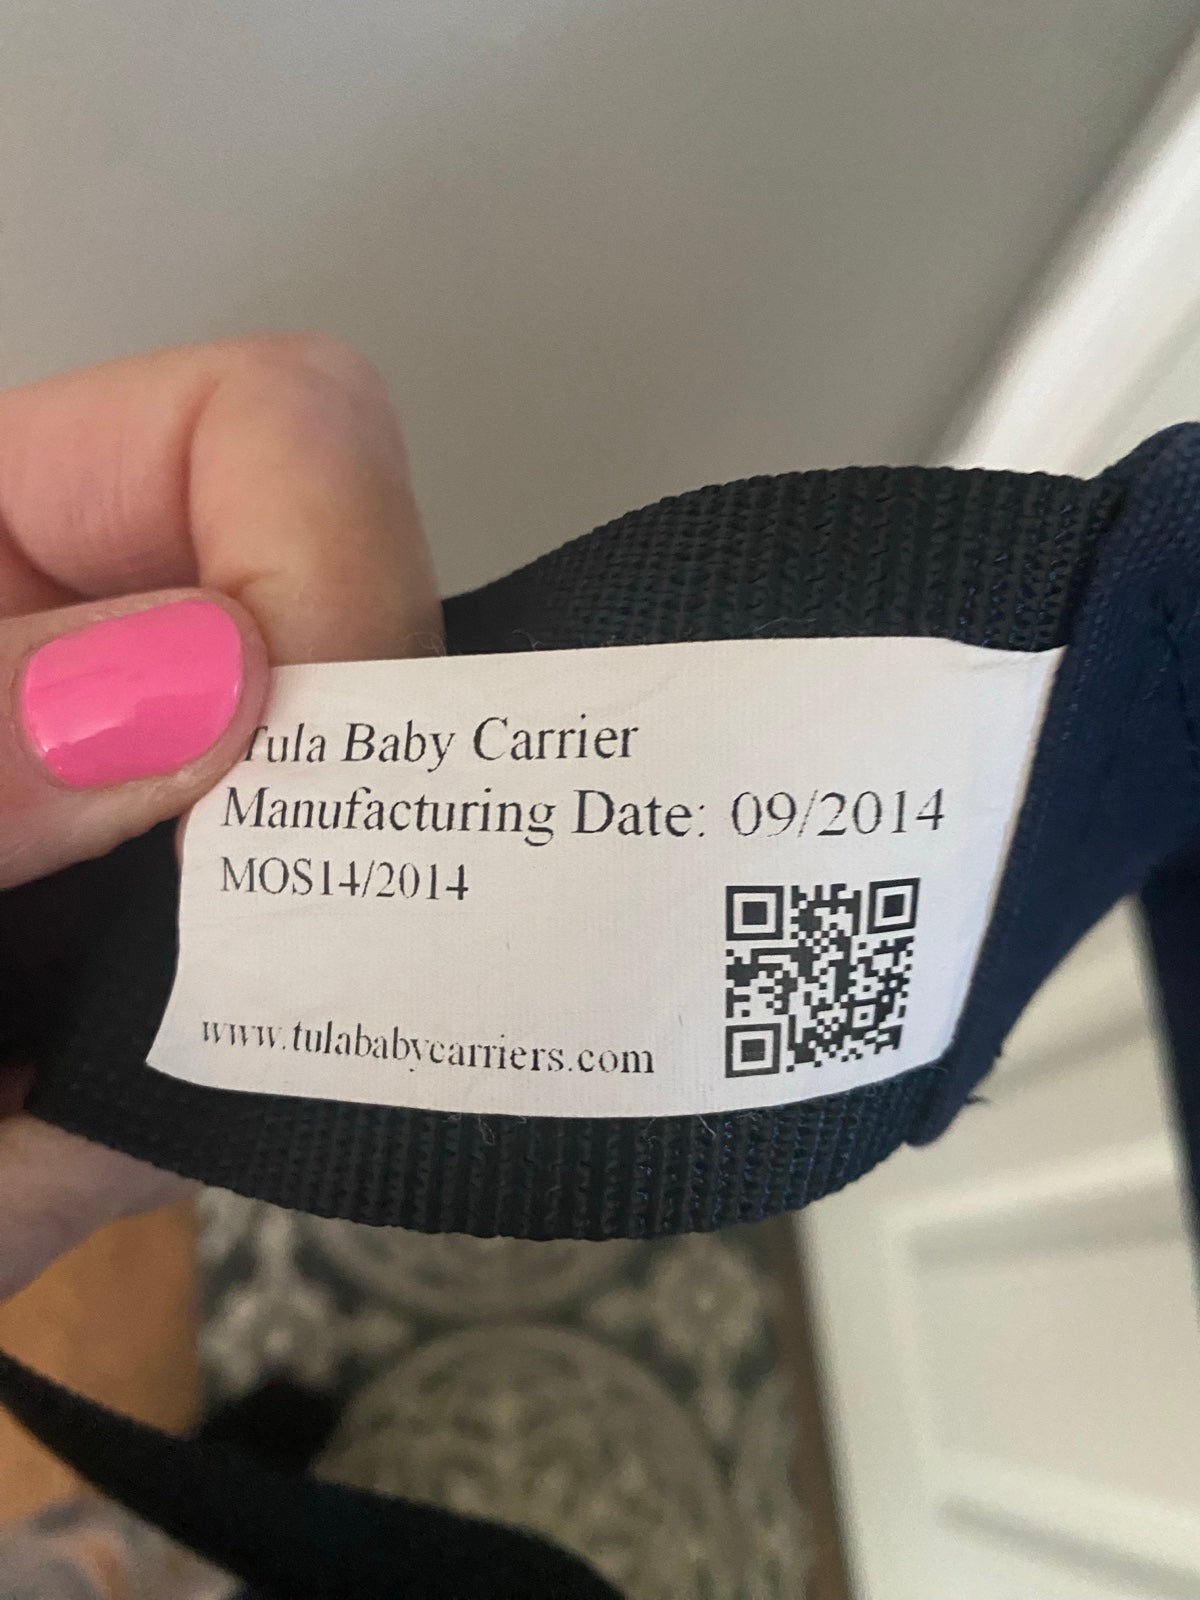 Tula Baby Carrier
Manufacturing Date: 09/2014
MOS14/2014
www.tulababycarriers.com